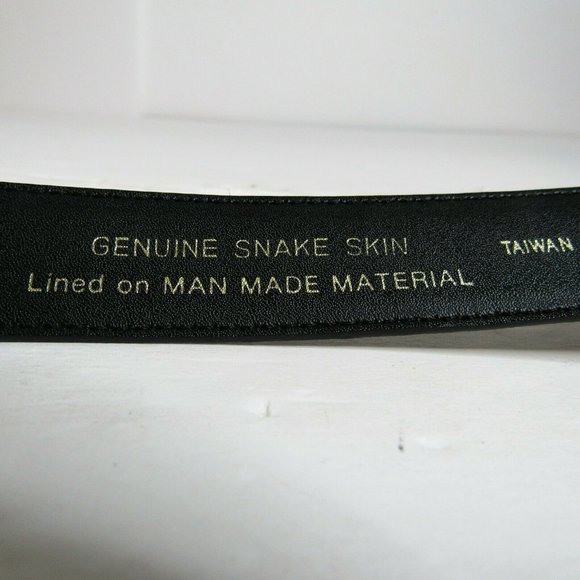 GENUINE SNAKE SKIN
TAIWAN
Lined on MAN MADE MATERIAL